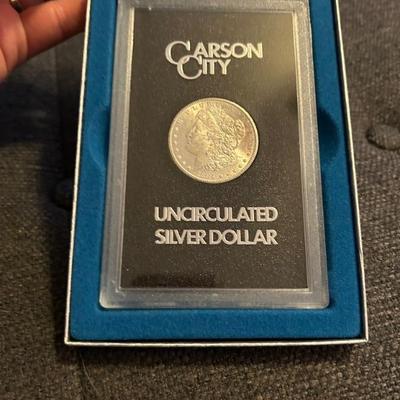 CARSON
CITY
UNCIRCULATED
SILVER DOLLAR